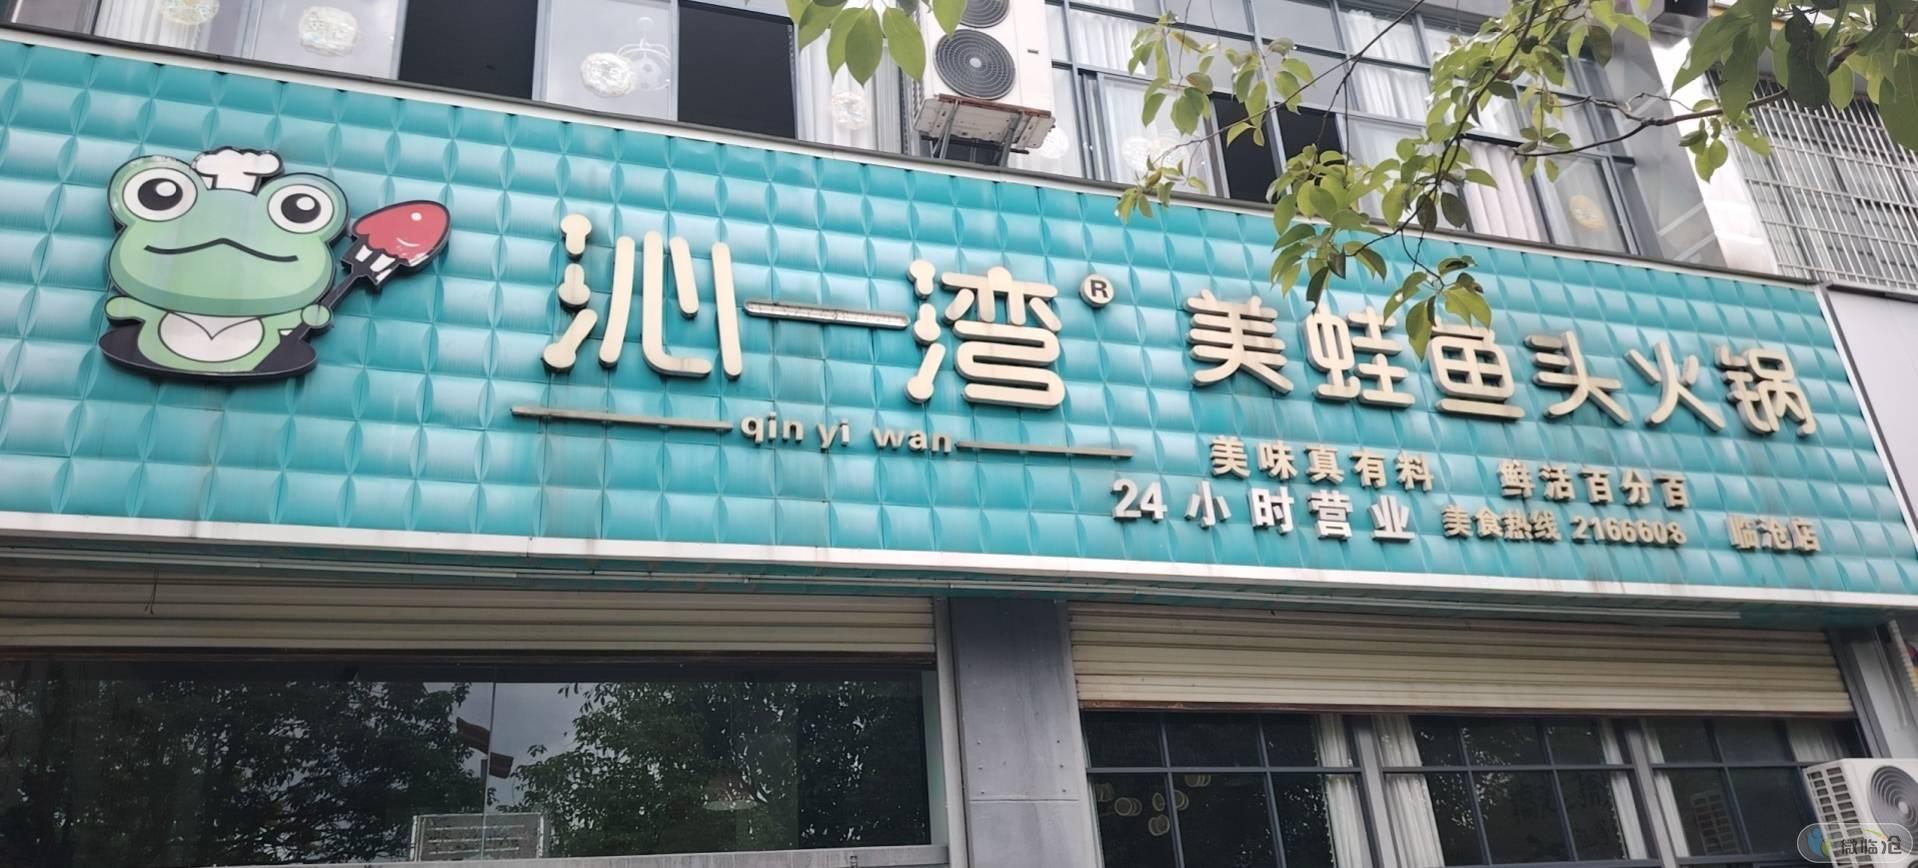 沁一湾® 美蛙鱼头火锅
qin yi wan
美味真有料 鲜活百分百
24小时营业 美食热线 2166608 临沧店
微临沧